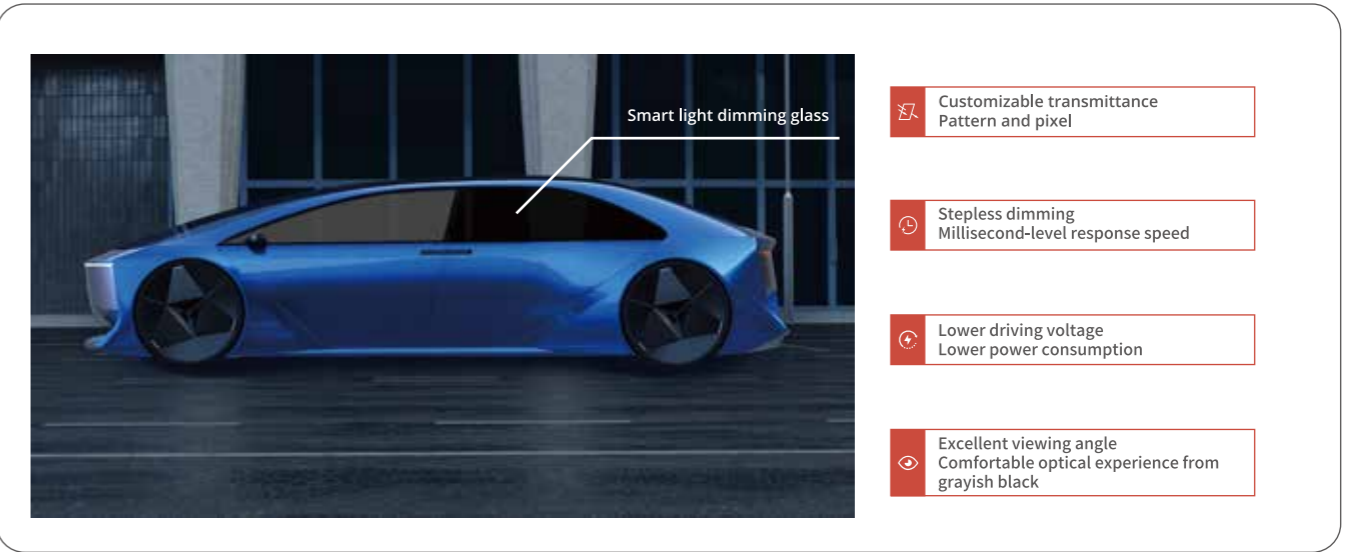 Smart light dimming glass
Customizable transmittance
Pattern and pixel
Stepless dimming
Millisecond-level response speed
Lower driving voltage
Lower power consumption
Excellent viewing angle
Comfortable optical experience from
grayish black